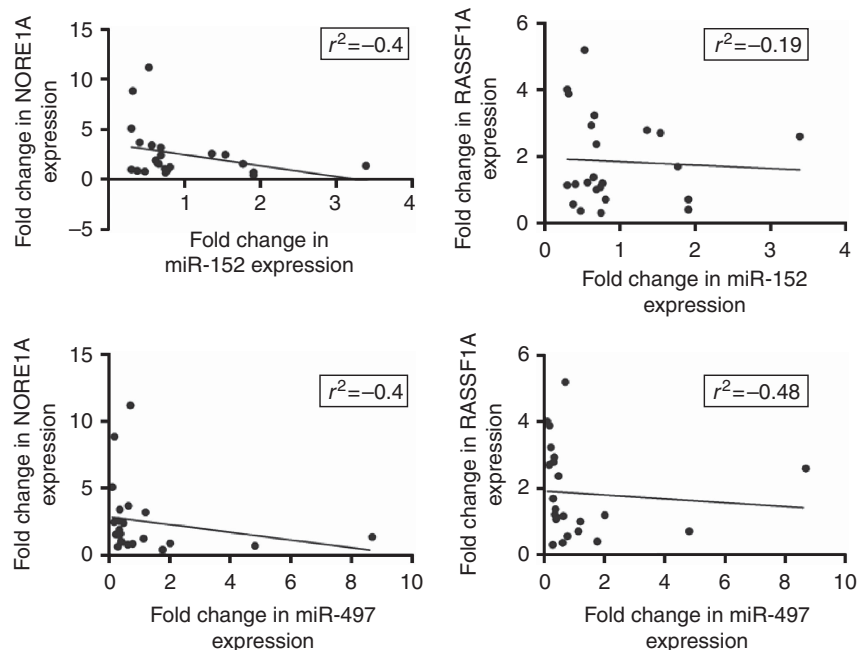 Fold change in NORE1A
expression
15
10
5
0
−5
r²=−0.4
1
2
3
4
Fold change in
miR-152 expression
Fold change in RASSF1A
expression
6
4
2
0
r²=−0.19
0
1
2
3
4
Fold change in miR-152
expression
Fold change in NORE1A
expression
15
10
5
0
r²=−0.4
0
2
4
6
8
10
Fold change in miR-497
expression
Fold change in RASSF1A
expression
6
4
2
0
r²=−0.48
0
2
4
6
8
10
Fold change in miR-497
expression